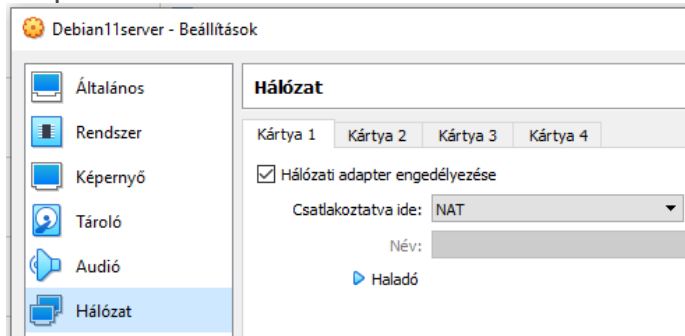 Debian11server - Beállítások
Általános
Rendszer
Képernyő
Tároló
Audió
Hálózat
Hálózat
Kártya 1 Kártya 2 Kártya 3 Kártya 4
Hálózati adapter engedélyezése
Csatlakoztatva ide: NAT
Név:
Haladó